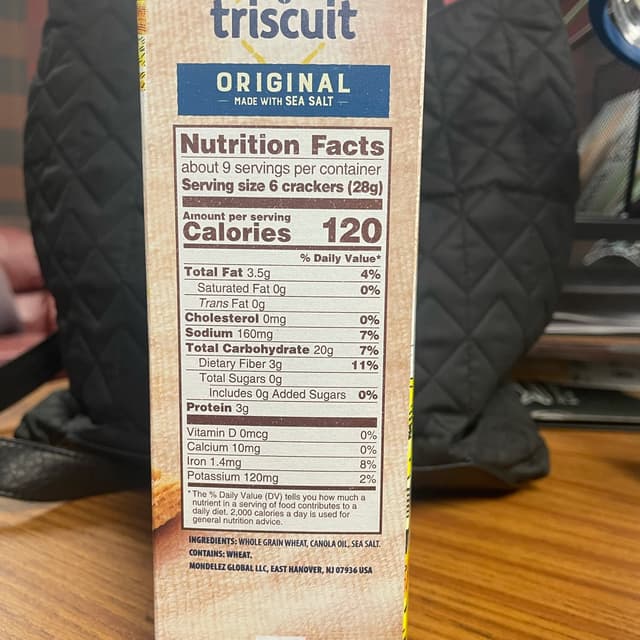 triscuit
ORIGINAL
MADE WITH SEA SALT
Nutrition Facts
about 9 servings per container
Serving size 6 crackers (28g)
Amount per serving
Calories 120
% Daily Value*
Total Fat 3.5g 4%
Saturated Fat 0g 0%
Trans Fat 0g
Cholesterol 0mg 0%
Sodium 160mg 7%
Total Carbohydrate 20g 7%
Dietary Fiber 3g 11%
Total Sugars 0g
Includes 0g Added Sugars 0%
Protein 3g
Vitamin D 0mcg 0%
Calcium 10mg 0%
Iron 1.4mg 8%
Potassium 120mg 2%
*The % Daily Value (DV) tells you how much a
nutrient in a serving of food contributes to a
daily diet. 2,000 calories a day is used for
general nutrition advice.
INGREDIENTS: WHOLE GRAIN WHEAT, CANOLA OIL, SEA SALT.
CONTAINS: WHEAT.
MONDELEZ GLOBAL LLC, EAST HANOVER, NJ 07936 USA